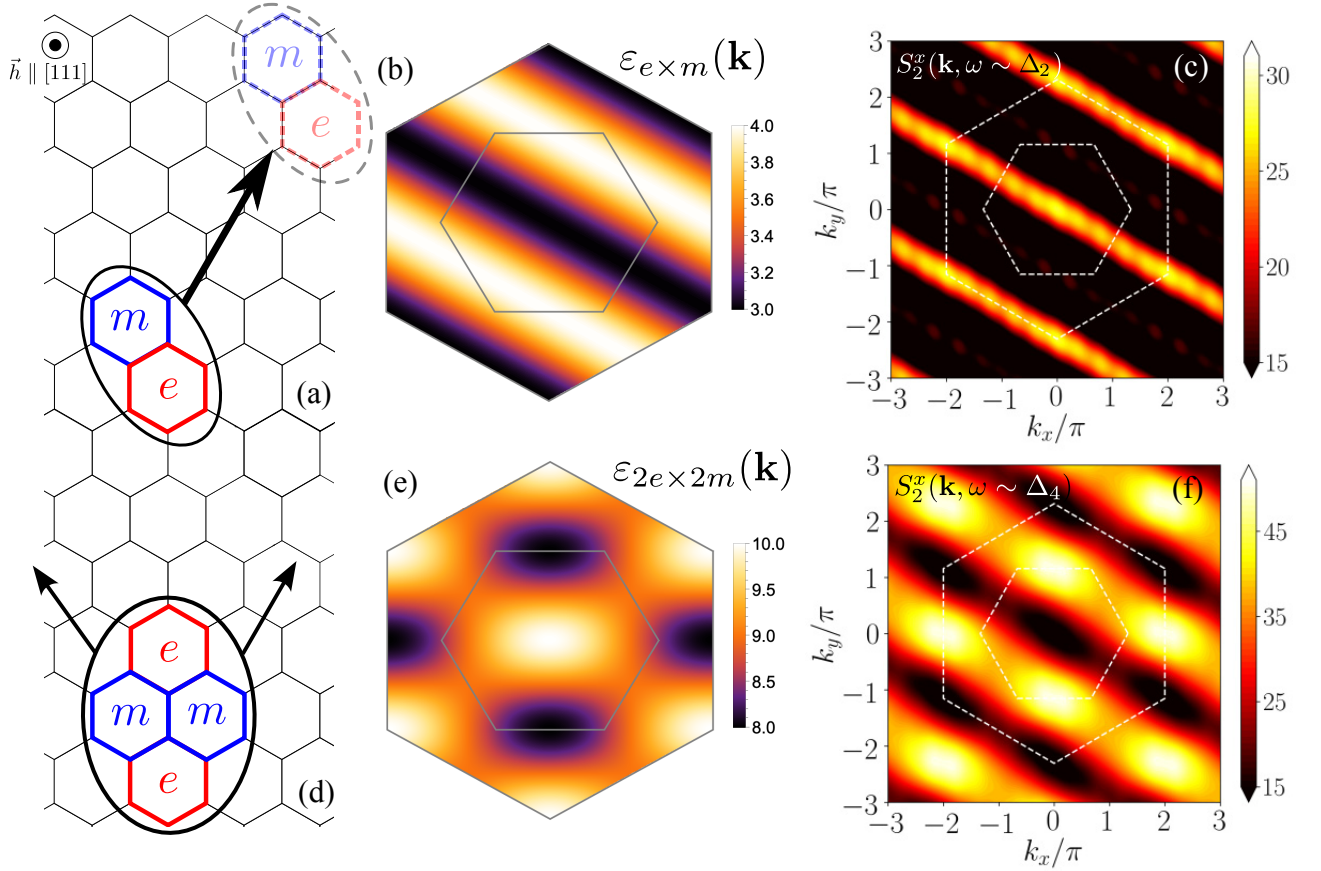 h⃗ ∥ [111]
m
e
m
e
(a)
(b)
ε_{e×m}(𝐤)
4.0
3.8
3.6
3.4
3.2
3.0
S_2^x(𝐤, ω ∼ Δ_2)
(c)
3
2
1
0
−1
−2
−3
k_y/π
−3 −2 −1 0 1 2 3
k_x/π
30
25
20
15
e
m m
e
(d)
(e)
ε_{2e×2m}(𝐤)
10.0
9.5
9.0
8.5
8.0
S_2^x(𝐤, ω ∼ Δ_4)
(f)
3
2
1
0
−1
−2
−3
k_y/π
−3 −2 −1 0 1 2 3
k_x/π
45
35
25
15